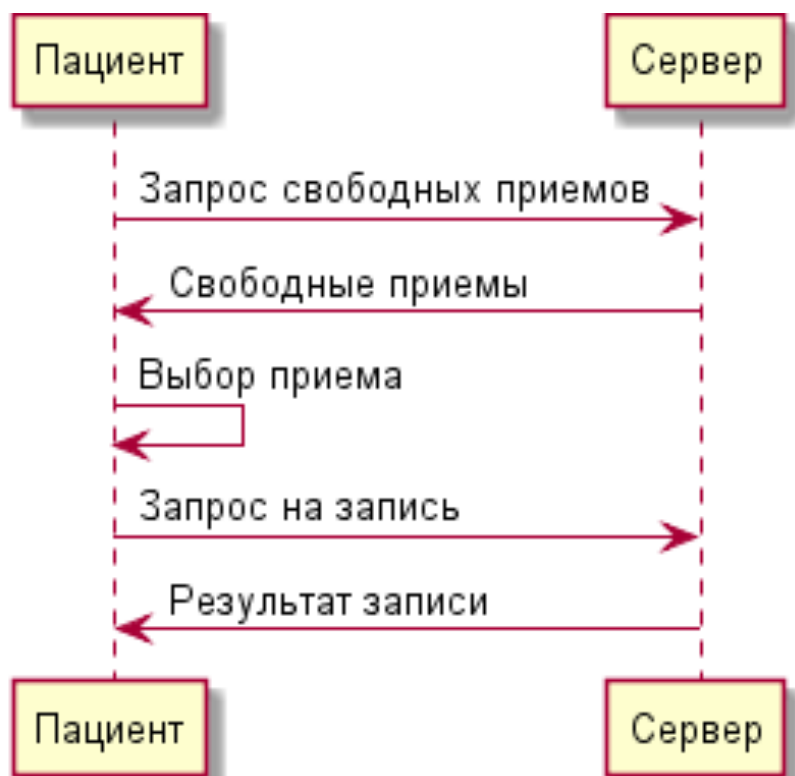 Пациент
Сервер
Запрос свободных приемов
Свободные приемы
Выбор приема
Запрос на запись
Результат записи
Пациент
Сервер